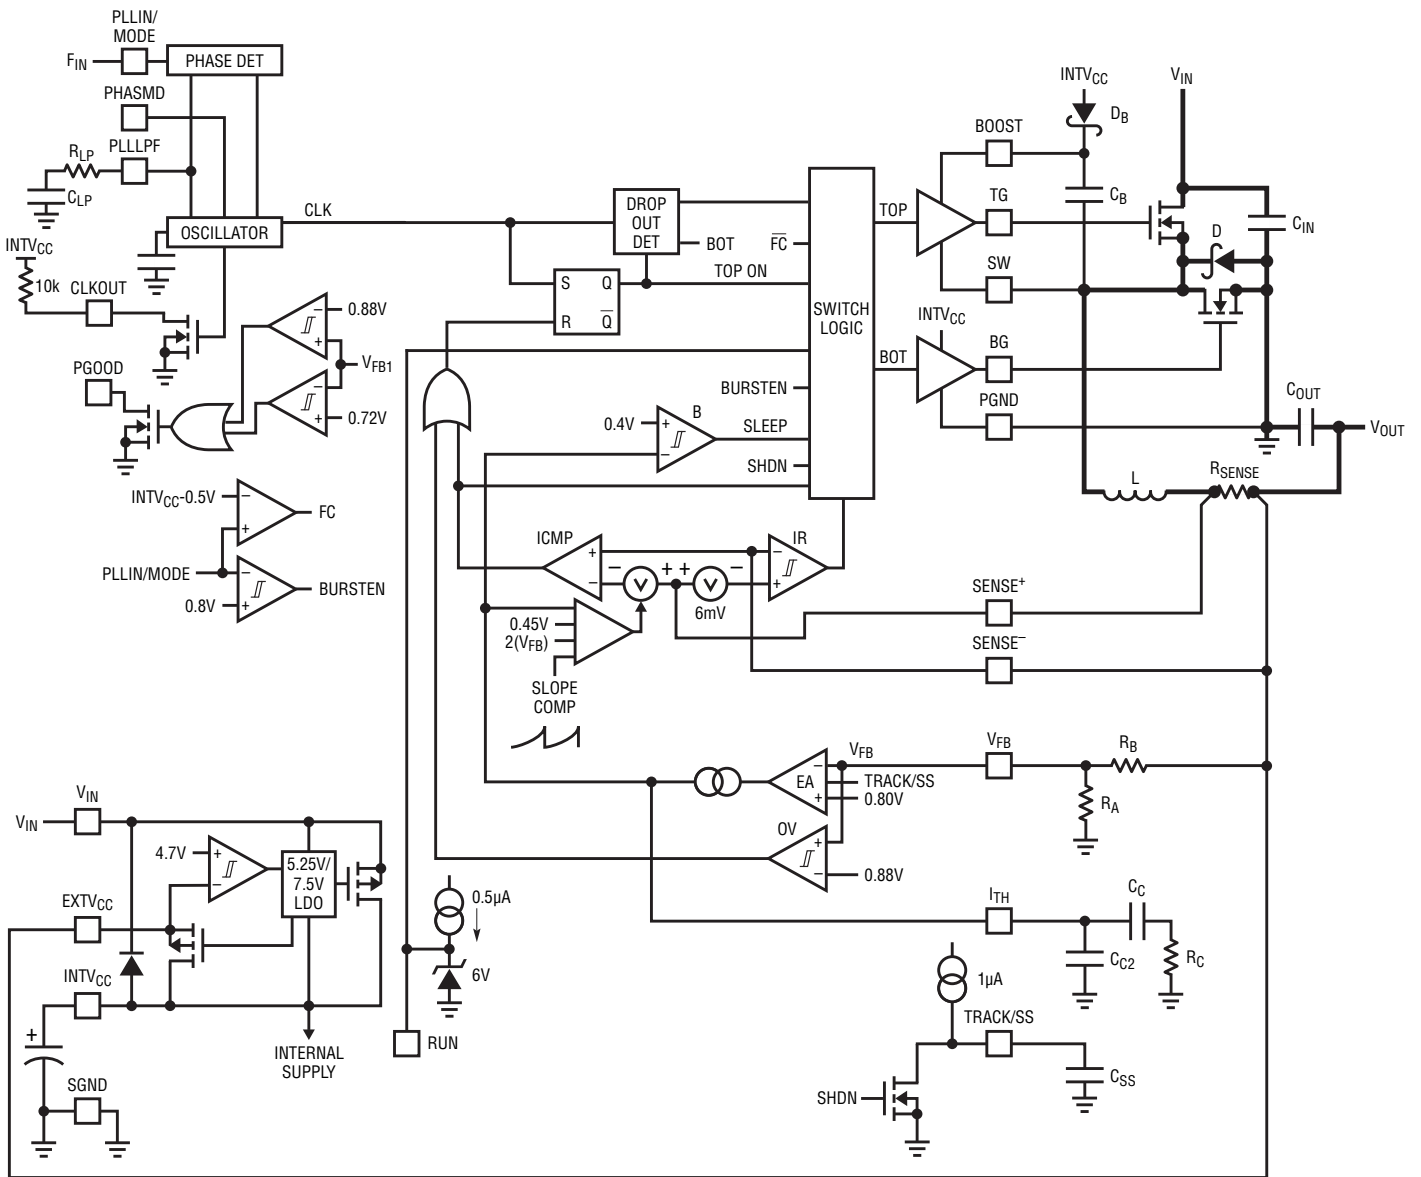 PLLIN/
MODE
FIN
PHASE DET
PHASMD
RLP
PLLLPF
CLP
OSCILLATOR
CLK
INTVCC
10k
CLKOUT
0.88V
−
+
VFB1
−
+
0.72V
PGOOD
INTVCC-0.5V
−
+
FC
PLLIN/MODE
−
+
0.8V
BURSTEN
DROP
OUT
DET
BOT
FC
TOP ON
S
Q
R
Q
SWITCH
LOGIC
BURSTEN
0.4V
+
−
B
SLEEP
SHDN
TOP
BOT
INTVCC
BOOST
TG
SW
BG
PGND
INTVCC
DB
CB
VIN
CIN
D
COUT
VOUT
L
RSENSE
ICMP
+
−
−
+
+
−
V
V
6mV
IR
−
+
0.45V
2(VFB)
SLOPE
COMP
SENSE+
SENSE−
VFB
VFB
RB
RA
EA
−
+
TRACK/SS
0.80V
OV
+
−
0.88V
ITH
CC
CC2
RC
1µA
TRACK/SS
CSS
SHDN
0.5µA
6V
RUN
VIN
VIN
4.7V
+
−
5.25V/
7.5V
LDO
EXTVCC
INTVCC
+
INTERNAL
SUPPLY
SGND